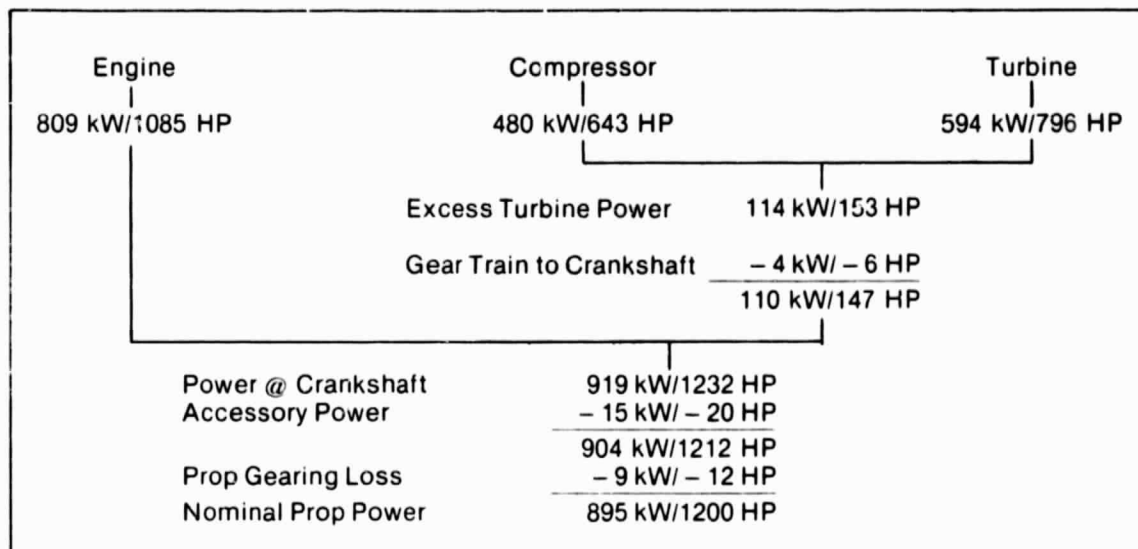 Engine Compressor Turbine
809 kW/1085 HP 480 kW/643 HP 594 kW/796 HP
Excess Turbine Power 114 kW/153 HP
Gear Train to Crankshaft – 4 kW/ – 6 HP
110 kW/147 HP
Power @ Crankshaft 919 kW/1232 HP
Accessory Power – 15 kW/ – 20 HP
904 kW/1212 HP
Prop Gearing Loss – 9 kW/ – 12 HP
Nominal Prop Power 895 kW/1200 HP